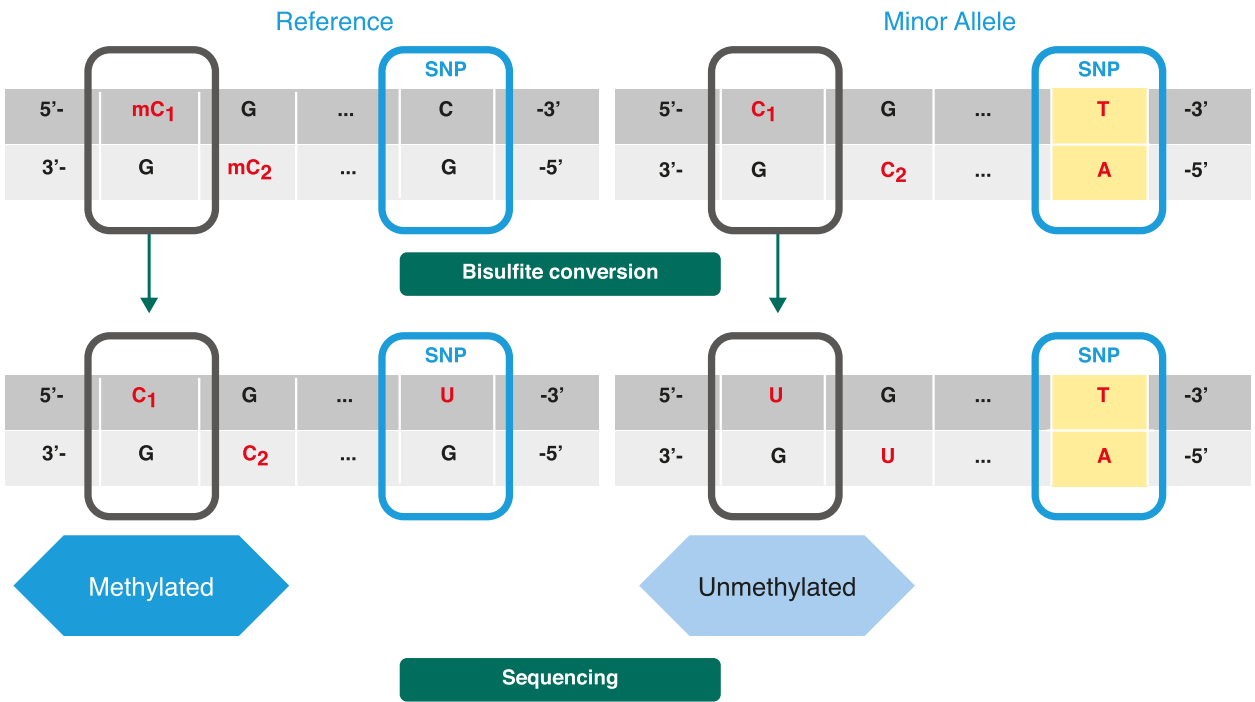 Reference Minor Allele
SNP SNP
5’- mC1 G ... C -3’ 5’- C1 G ... T -3’
3’- G mC2 ... G -5’ 3’- G C2 ... A -5’
Bisulfite conversion
SNP SNP
5’- C1 G ... U -3’ 5’- U G ... T -3’
3’- G C2 ... G -5’ 3’- G U ... A -5’
Methylated Unmethylated
Sequencing